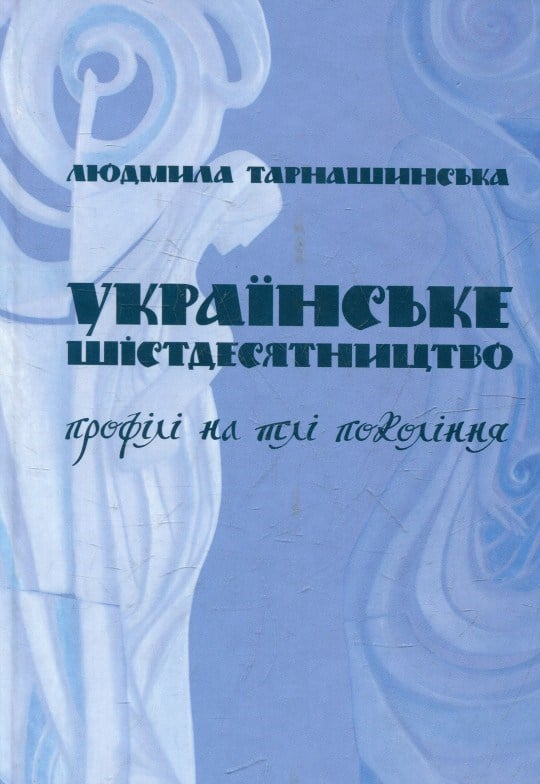 ЛЮДМИЛА ТАРНАШИНСЬКА
УКРАЇНСЬКЕ
ШІСТДЕСЯТНИЦТВО
профілі на тлі покоління